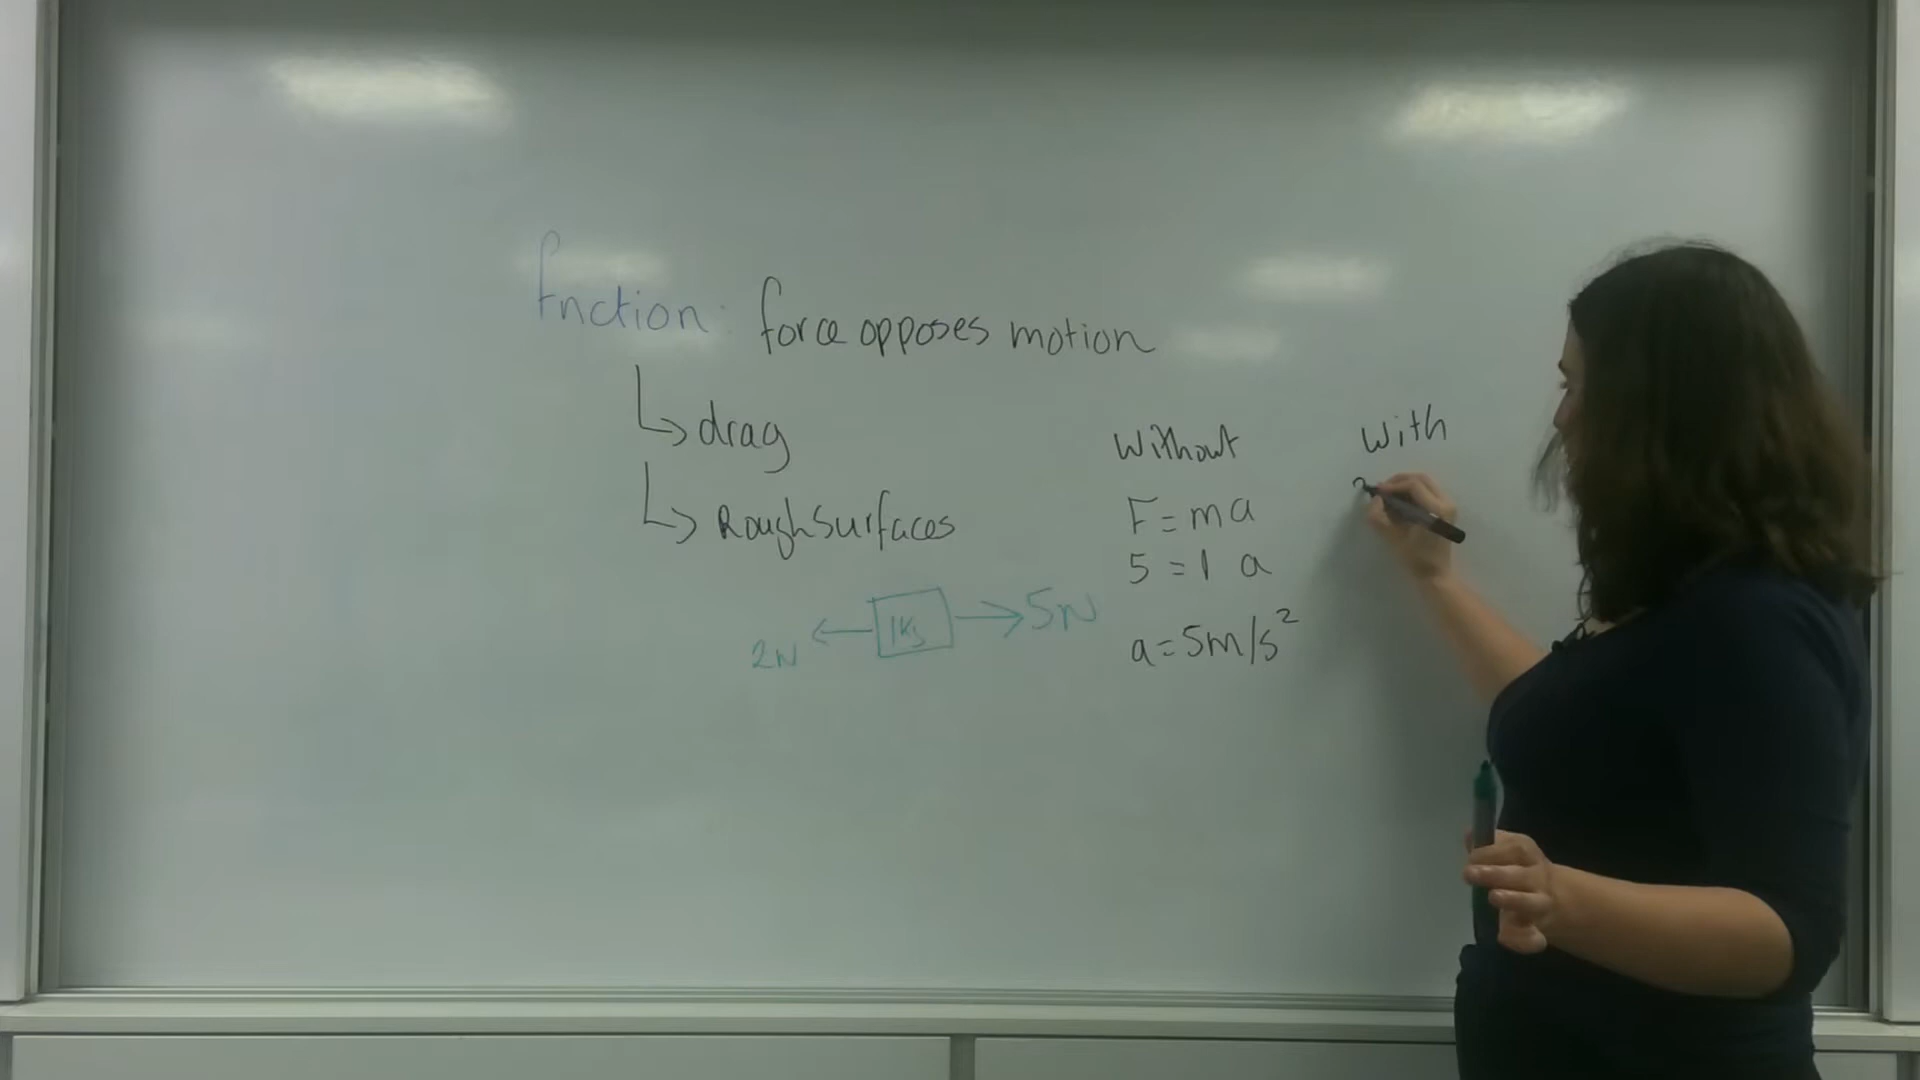 friction: force opposes motion
↳ drag
↳ Rough surfaces
2N ← 1Kg → 5N
Without
F = ma
5 = 1 a
a = 5m/s²
With